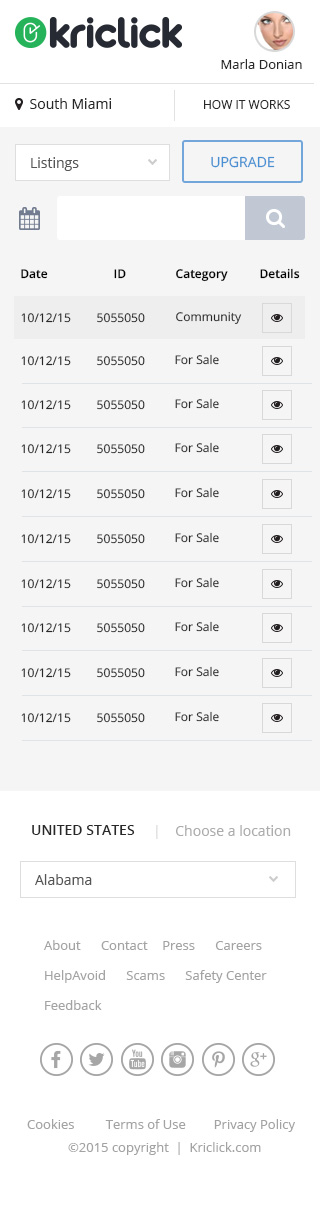 kriclick
Marla Donian
South Miami HOW IT WORKS
Listings UPGRADE
Date ID Category Details
10/12/15 5055050 Community
10/12/15 5055050 For Sale
10/12/15 5055050 For Sale
10/12/15 5055050 For Sale
10/12/15 5055050 For Sale
10/12/15 5055050 For Sale
10/12/15 5055050 For Sale
10/12/15 5055050 For Sale
10/12/15 5055050 For Sale
10/12/15 5055050 For Sale
UNITED STATES | Choose a location
Alabama
About Contact Press Careers
HelpAvoid Scams Safety Center
Feedback
f You Tube g+
Cookies Terms of Use Privacy Policy
©2015 copyright | Kriclick.com